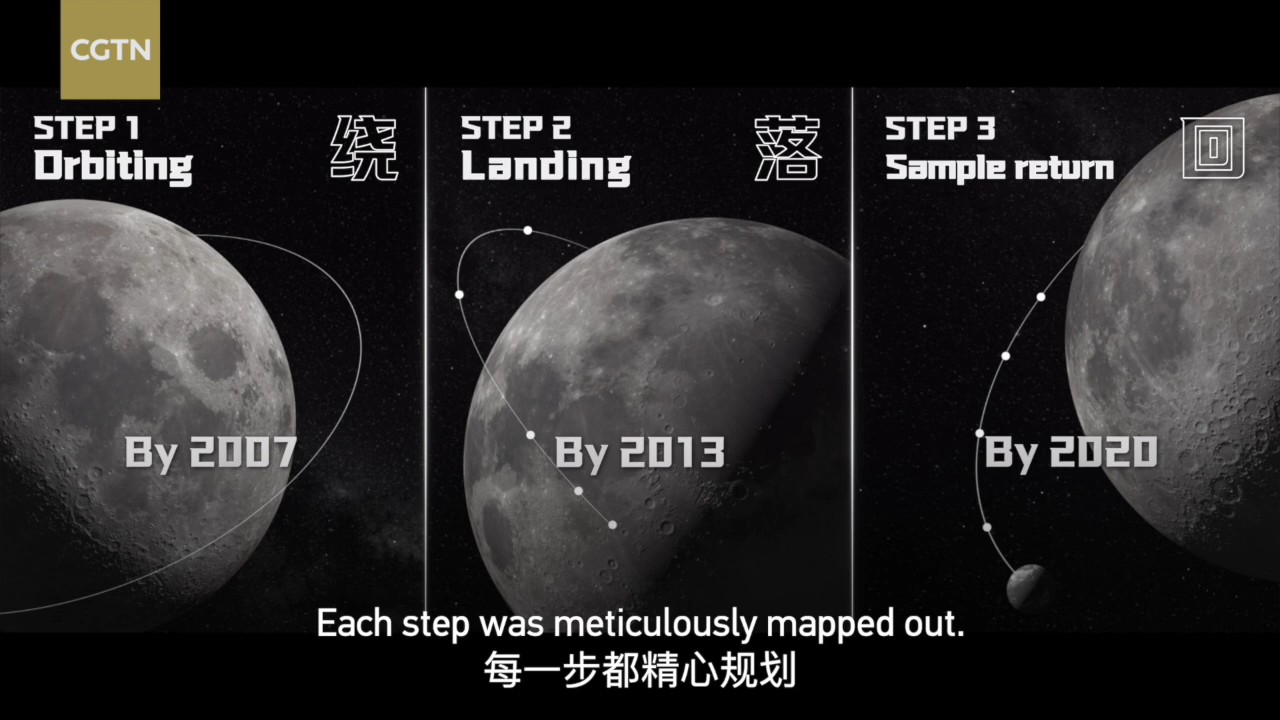 CGTN
STEP 1
Orbiting
绕
By 2007
STEP 2
Landing
落
By 2013
STEP 3
Sample return
回
By 2020
Each step was meticulously mapped out.
每一步都精心规划